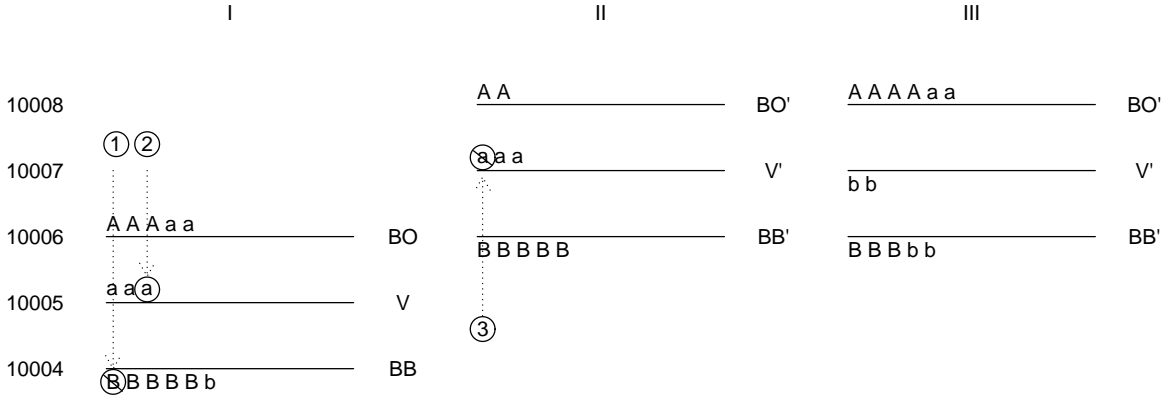 I II III
10008 A A BO' A A A A a a BO'
1 2
10007 a a a V' b b V'
10006 A A A a a BO B B B B B BB' B B B b b BB'
10005 a a a V
3
10004 BB
B B B B B b